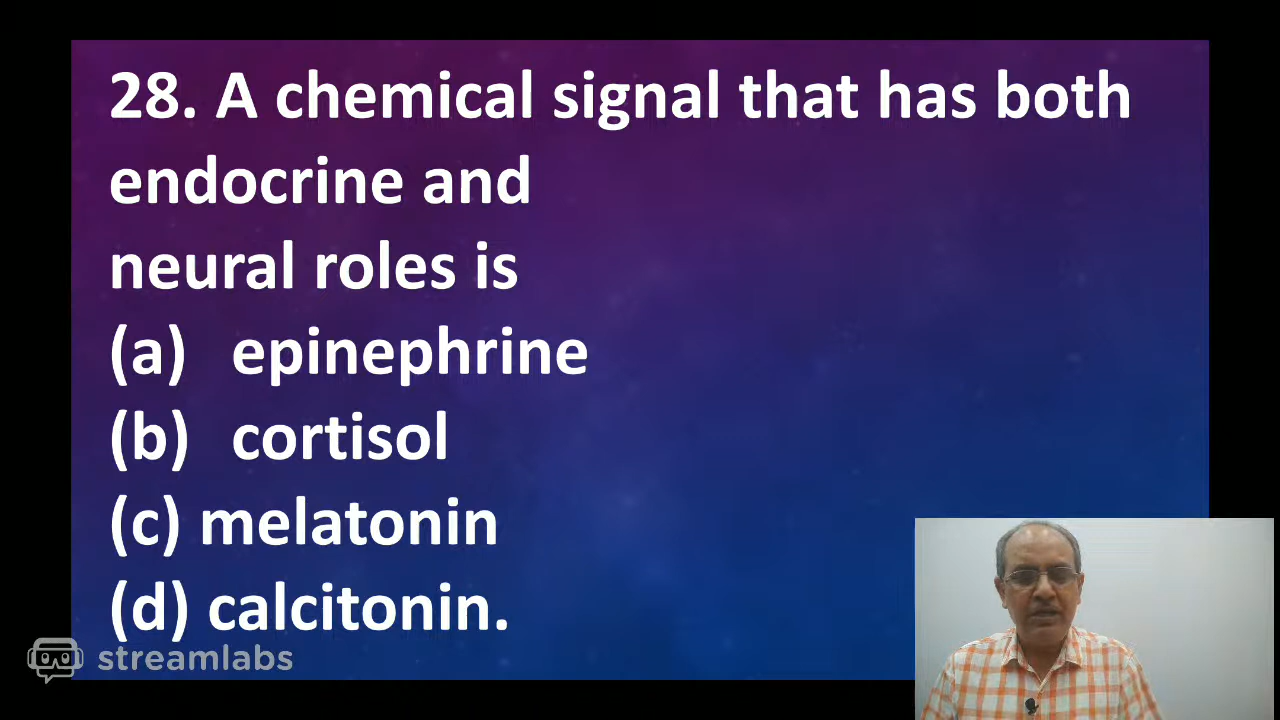 28. A chemical signal that has both
endocrine and
neural roles is
(a) epinephrine
(b) cortisol
(c) melatonin
(d) calcitonin.
streamlabs